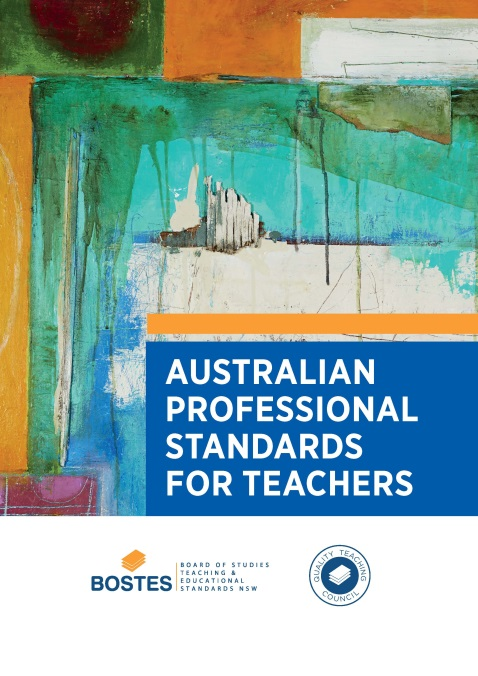 AUSTRALIAN
PROFESSIONAL
STANDARDS
FOR TEACHERS
BOSTES
BOARD OF STUDIES
TEACHING &
EDUCATIONAL
STANDARDS NSW
QUALITY TEACHING
COUNCIL